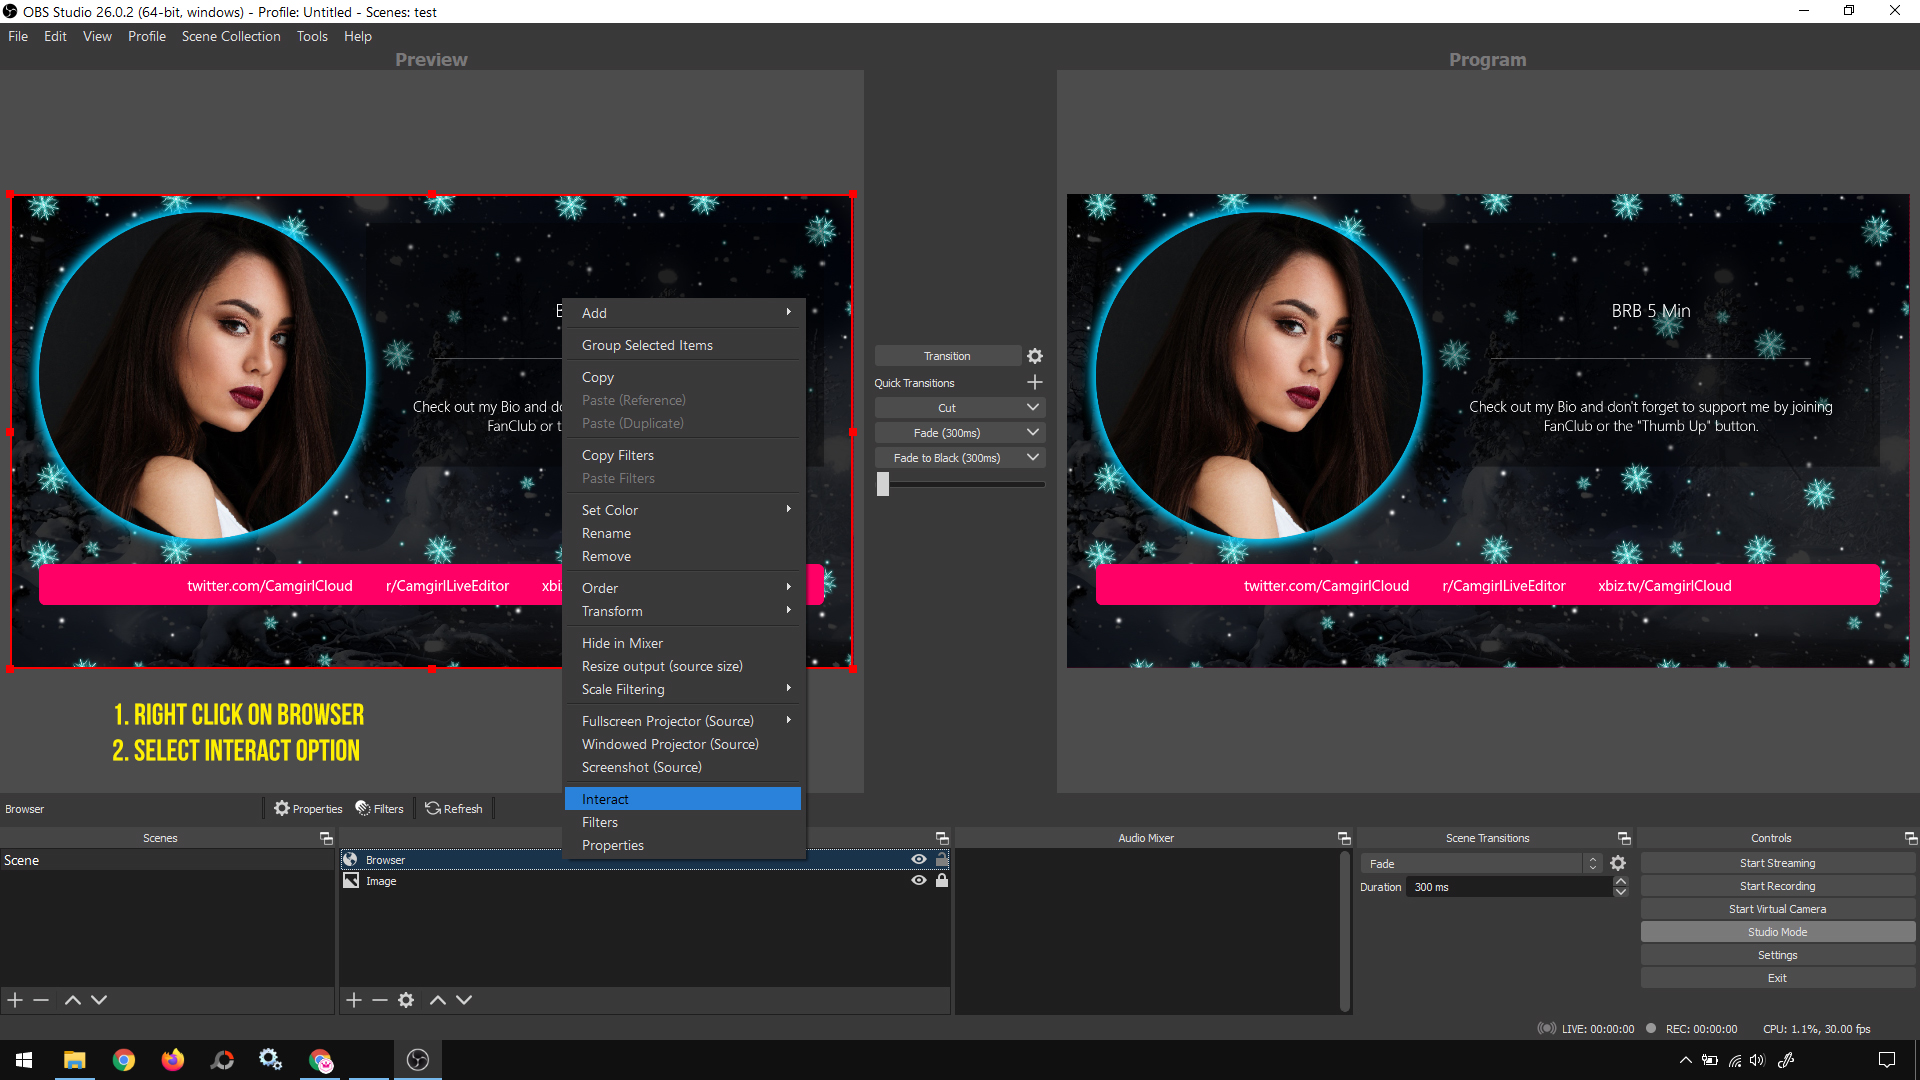 OBS Studio 26.0.2 (64-bit, windows) - Profile: Untitled - Scenes: test
File Edit View Profile Scene Collection Tools Help
Preview
Program
B
Check out my Bio and do
FanClub or t
twitter.com/CamgirlCloud r/CamgirlLiveEditor xbi
Add
Group Selected Items
Copy
Paste (Reference)
Paste (Duplicate)
Copy Filters
Paste Filters
Set Color
Rename
Remove
Order
Transform
Hide in Mixer
Resize output (source size)
Scale Filtering
Fullscreen Projector (Source)
Windowed Projector (Source)
Screenshot (Source)
Interact
Filters
Properties
Transition
Quick Transitions
Cut
Fade (300ms)
Fade to Black (300ms)
BRB 5 Min
Check out my Bio and don't forget to support me by joining
FanClub or the "Thumb Up" button.
twitter.com/CamgirlCloud r/CamgirlLiveEditor xbiz.tv/CamgirlCloud
1. RIGHT CLICK ON BROWSER
2. SELECT INTERACT OPTION
Browser Properties Filters Refresh
Scenes
Scene
Browser
Image
Audio Mixer
Scene Transitions
Fade
Duration 300 ms
Controls
Start Streaming
Start Recording
Start Virtual Camera
Studio Mode
Settings
Exit
LIVE: 00:00:00 REC: 00:00:00 CPU: 1.1%, 30.00 fps